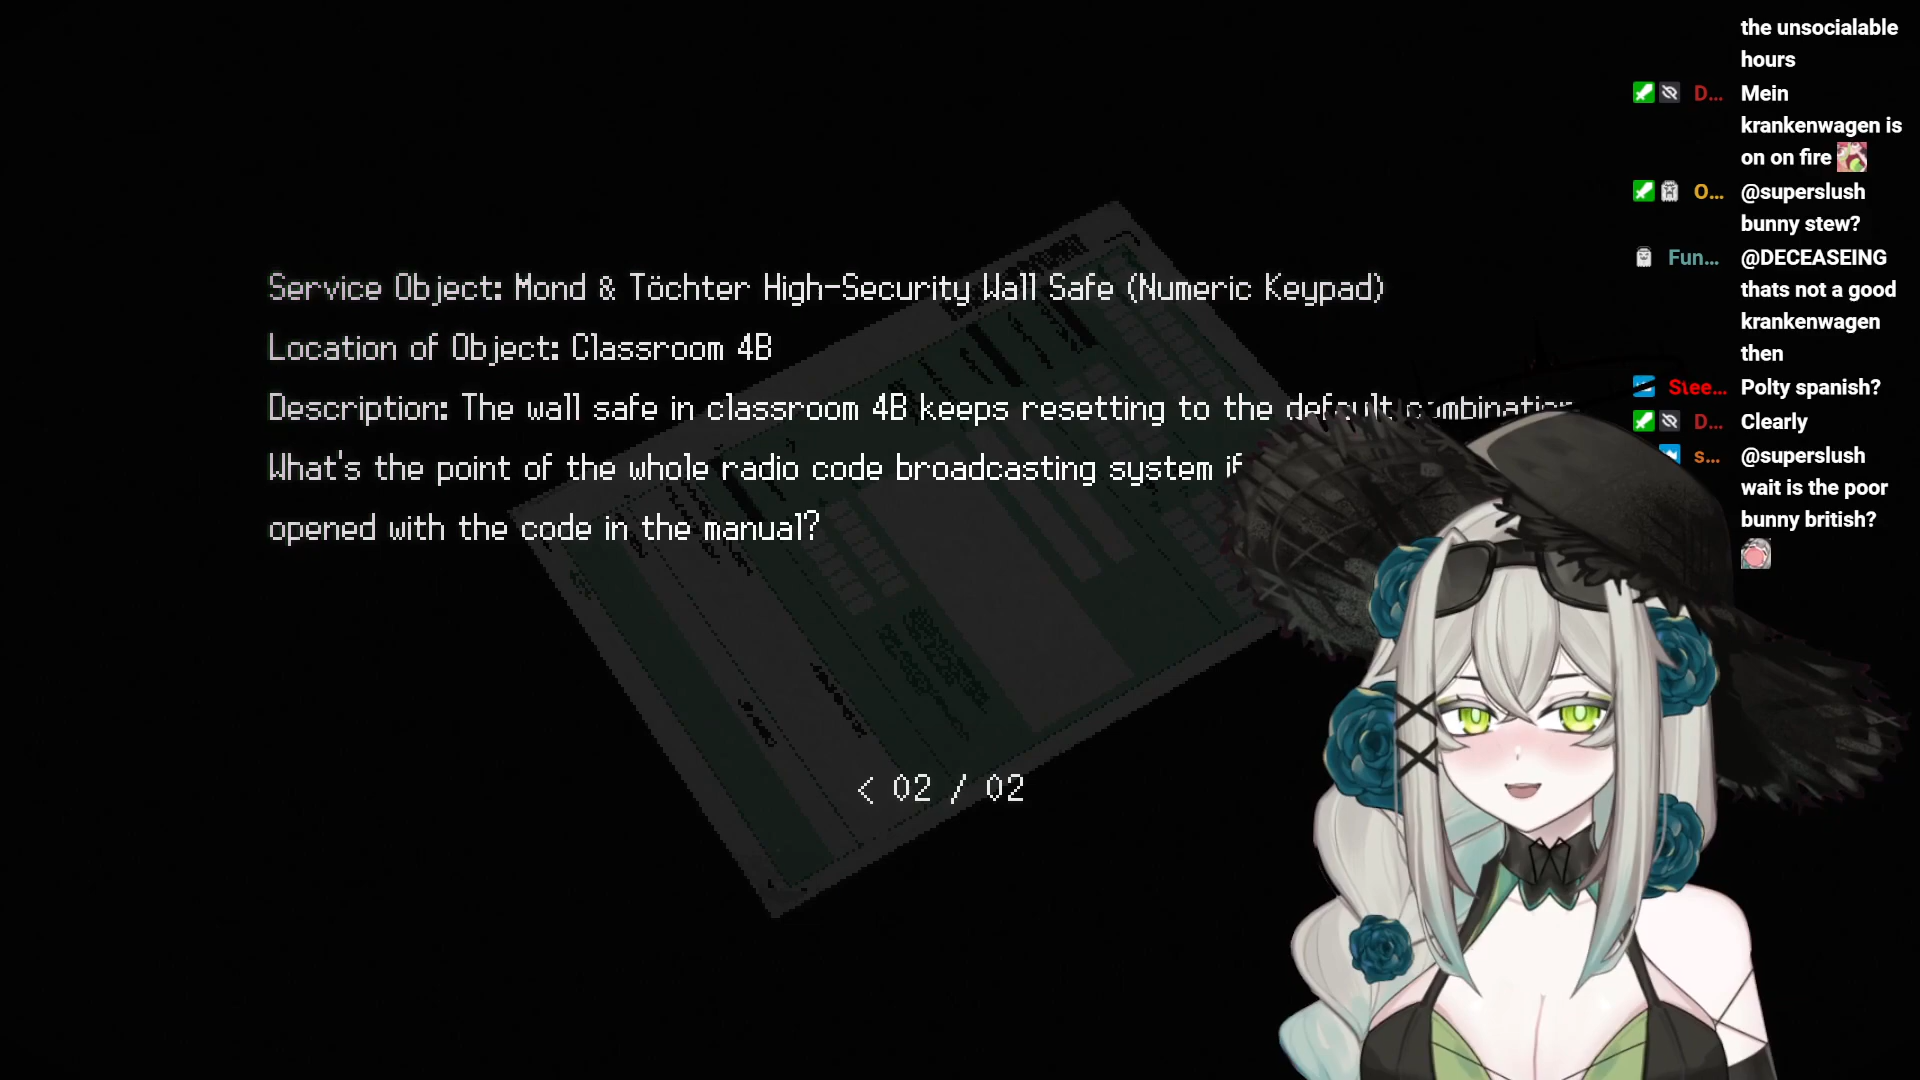 Service Object: Mond & Töchter High-Security Wall Safe (Numeric Keypad)
Location of Object: Classroom 4B
Description: The wall safe in classroom 4B keeps resetting to the default combination
What's the point of the whole radio code broadcasting system if
opened with the code in the manual?
< 02 / 02
the unsocialable
hours
D... Mein
krankenwagen is
on on fire
O... @superslush
bunny stew?
Fun... @DECEASEING
thats not a good
krankenwagen
then
Stee... Polty spanish?
D... Clearly
s... @superslush
wait is the poor
bunny british?